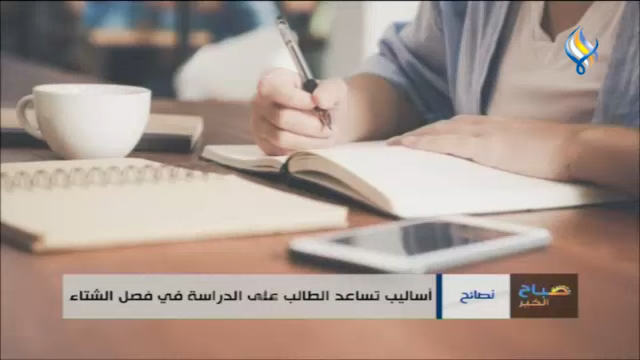 صباح
الخير
نصائح
أساليب تساعد الطالب على الدراسة في فصل الشتاء